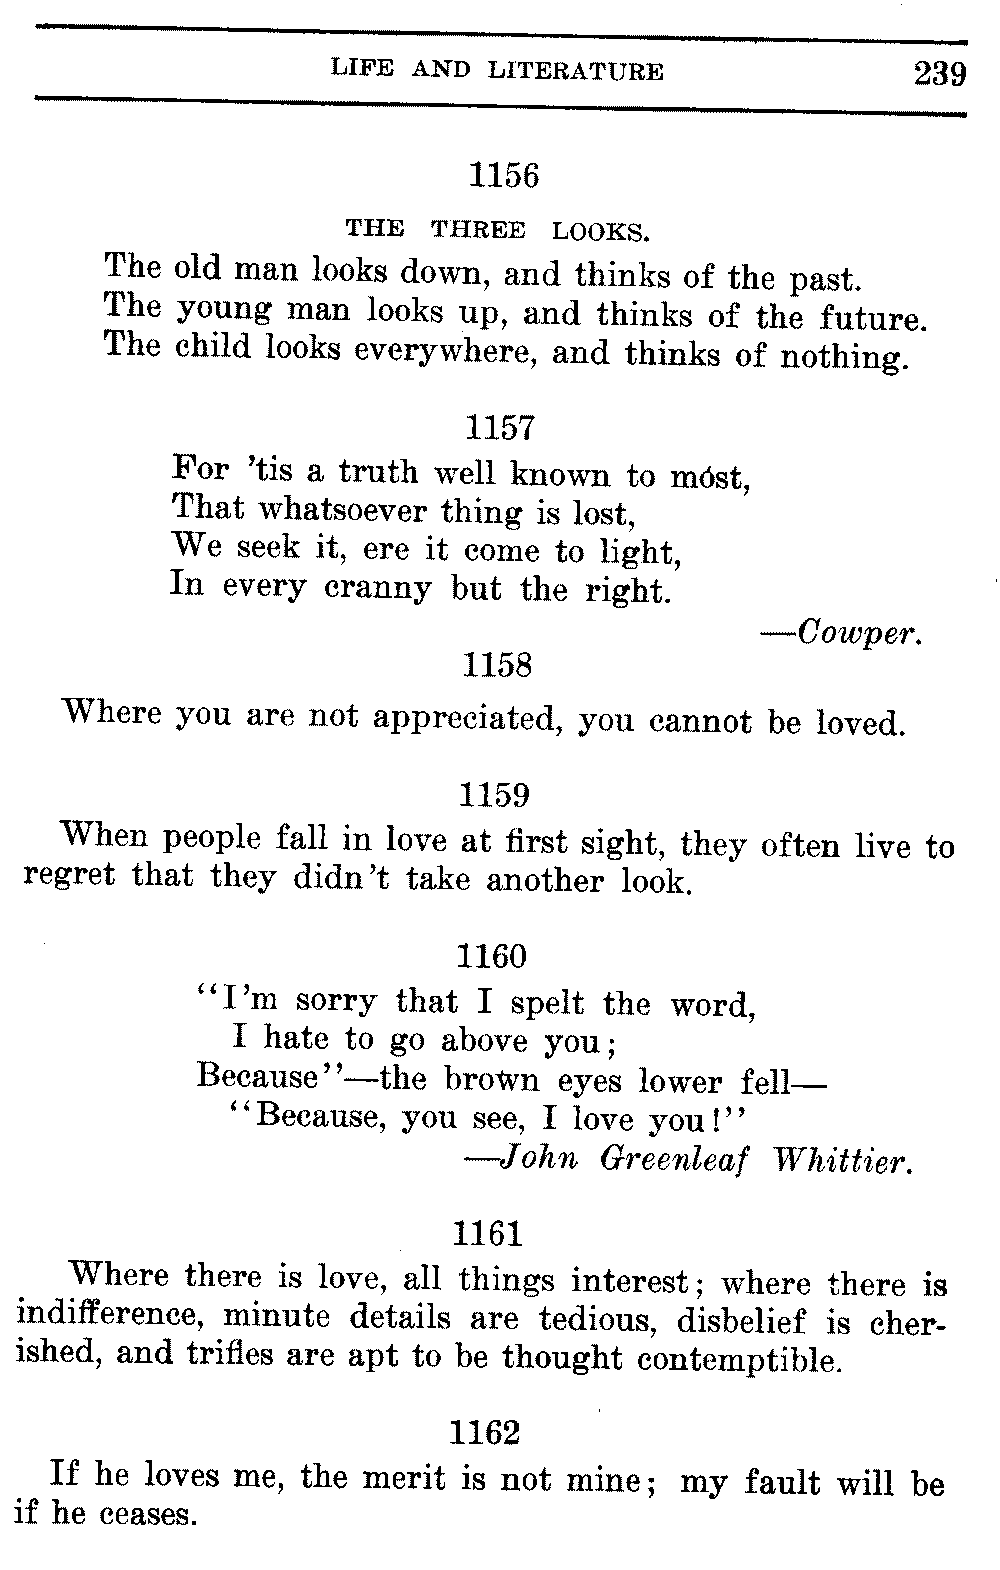 LIFE AND LITERATURE 239
1156
THE THREE LOOKS.
The old man looks down, and thinks of the past.
The young man looks up, and thinks of the future.
The child looks everywhere, and thinks of nothing.
1157
For 'tis a truth well known to móst,
That whatsoever thing is lost,
We seek it, ere it come to light,
In every cranny but the right.
—Cowper.
1158
Where you are not appreciated, you cannot be loved.
1159
When people fall in love at first sight, they often live to
regret that they didn't take another look.
1160
"I'm sorry that I spelt the word,
I hate to go above you;
Because"—the brown eyes lower fell—
"Because, you see, I love you!"
—John Greenleaf Whittier.
1161
Where there is love, all things interest; where there is
indifference, minute details are tedious, disbelief is cher-
ished, and trifles are apt to be thought contemptible.
1162
If he loves me, the merit is not mine; my fault will be
if he ceases.